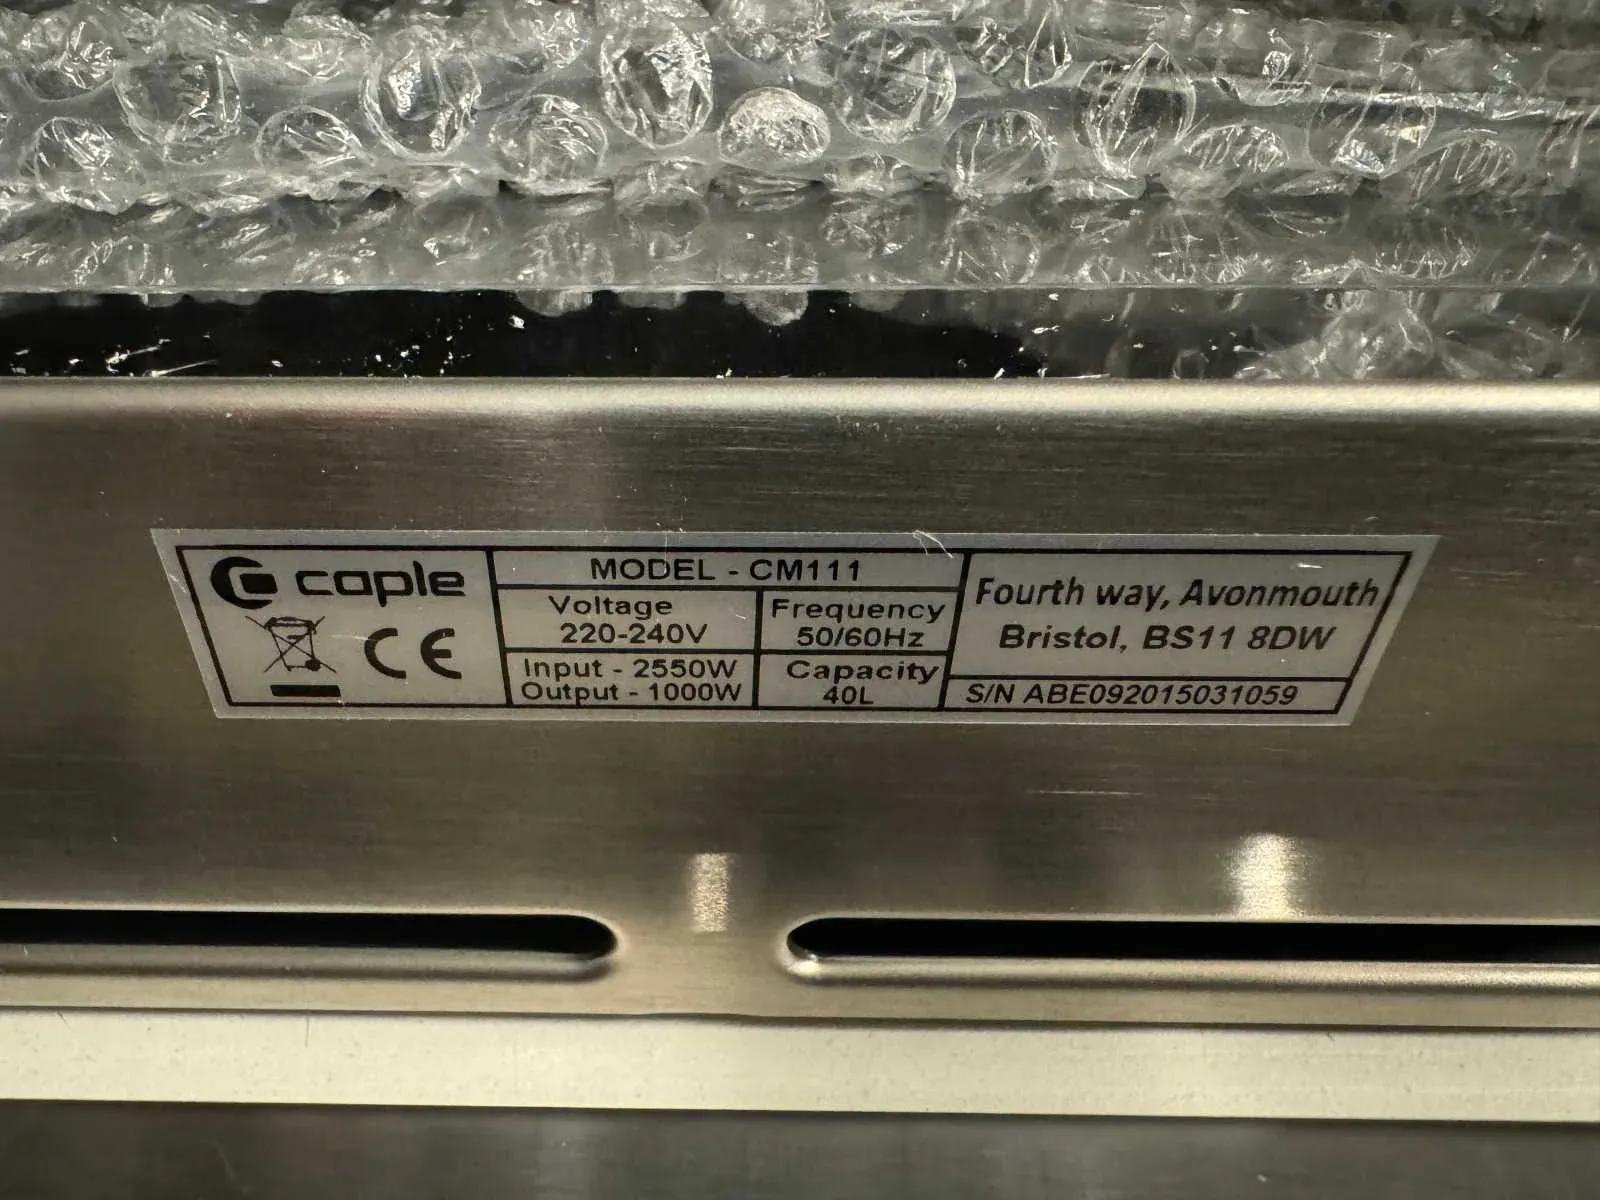 caple
CE
MODEL - CM111
Voltage
220-240V
Frequency
50/60Hz
Input - 2550W
Output - 1000W
Capacity
40L
Fourth way, Avonmouth
Bristol, BS11 8DW
S/N ABE092015031059